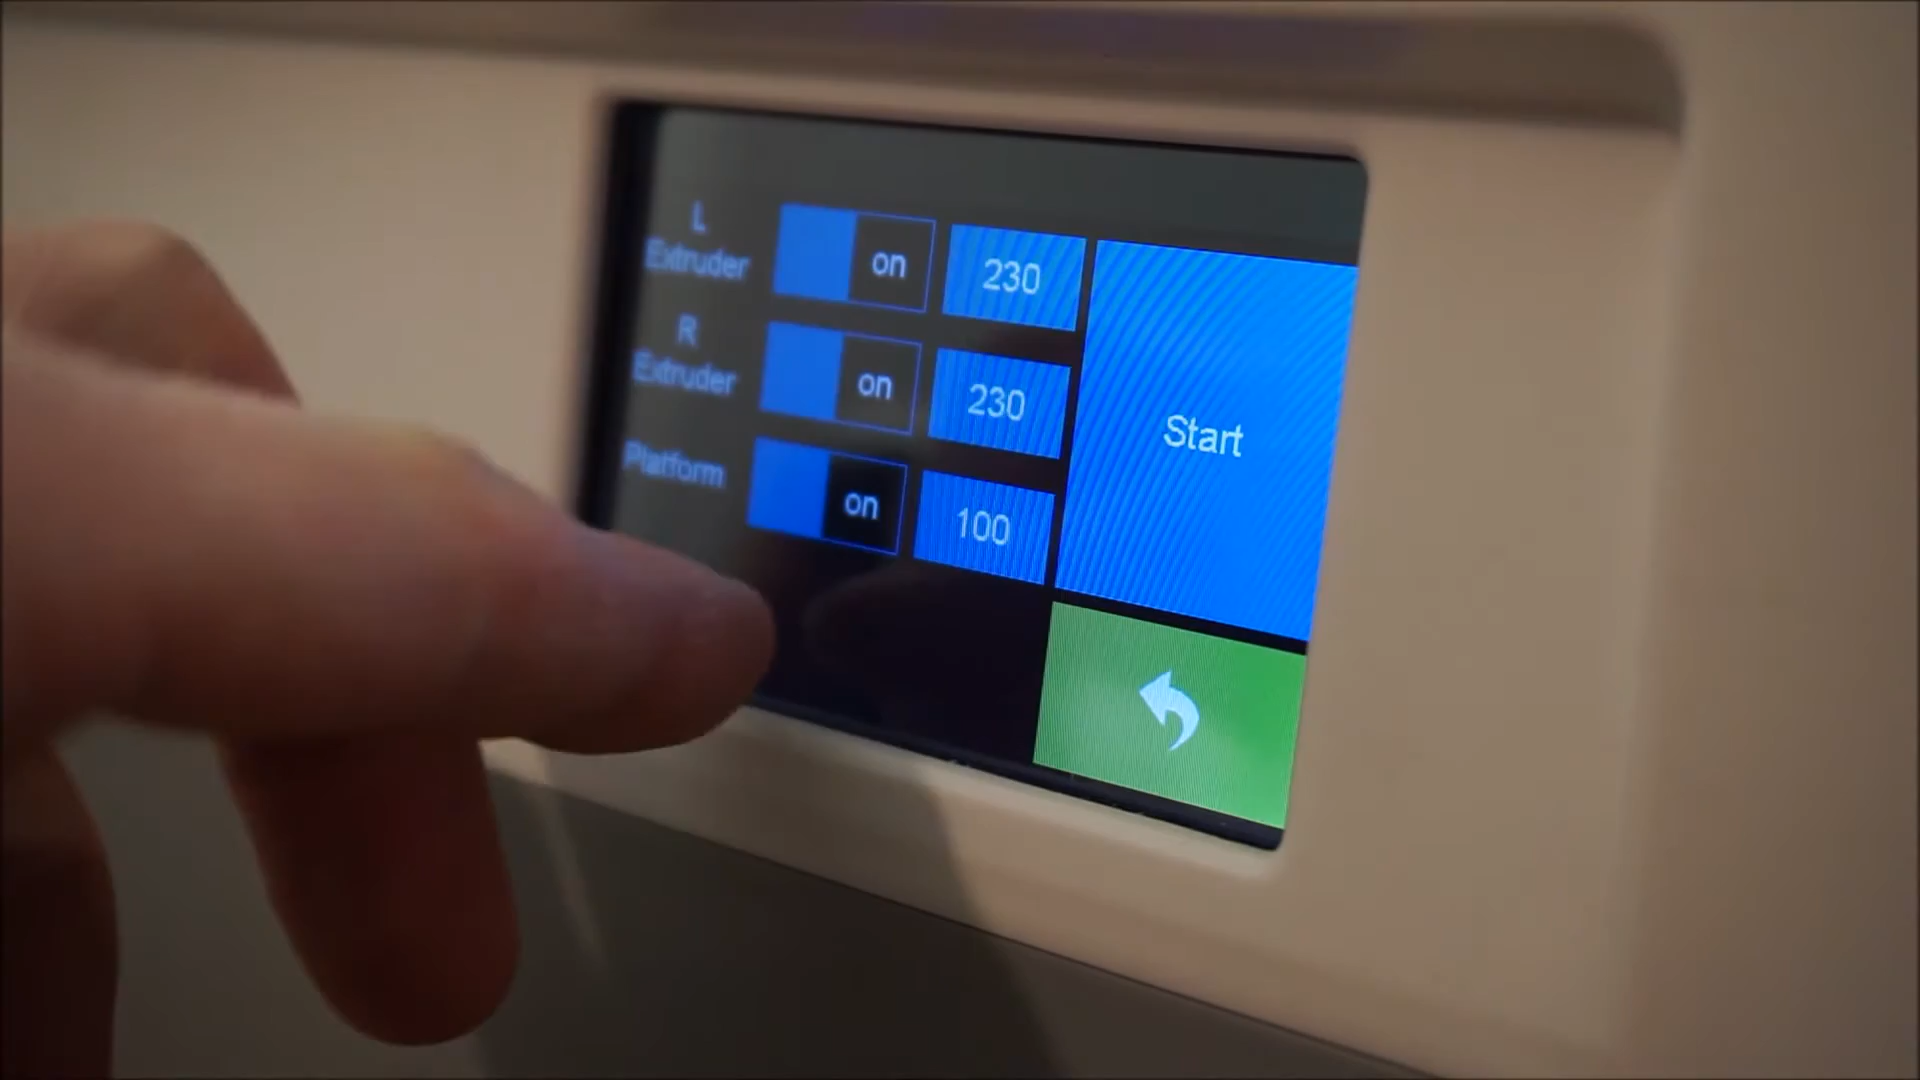 L
Extruder
on
230
R
Extruder
on
230
Platform
on
100
Start